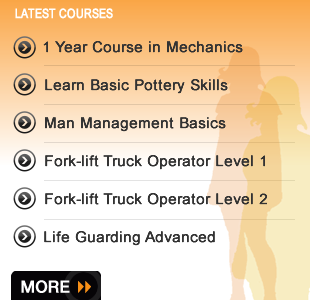 LATEST COURSES
1 Year Course in Mechanics
Learn Basic Pottery Skills
Man Management Basics
Fork-lift Truck Operator Level 1
Fork-lift Truck Operator Level 2
Life Guarding Advanced
MORE